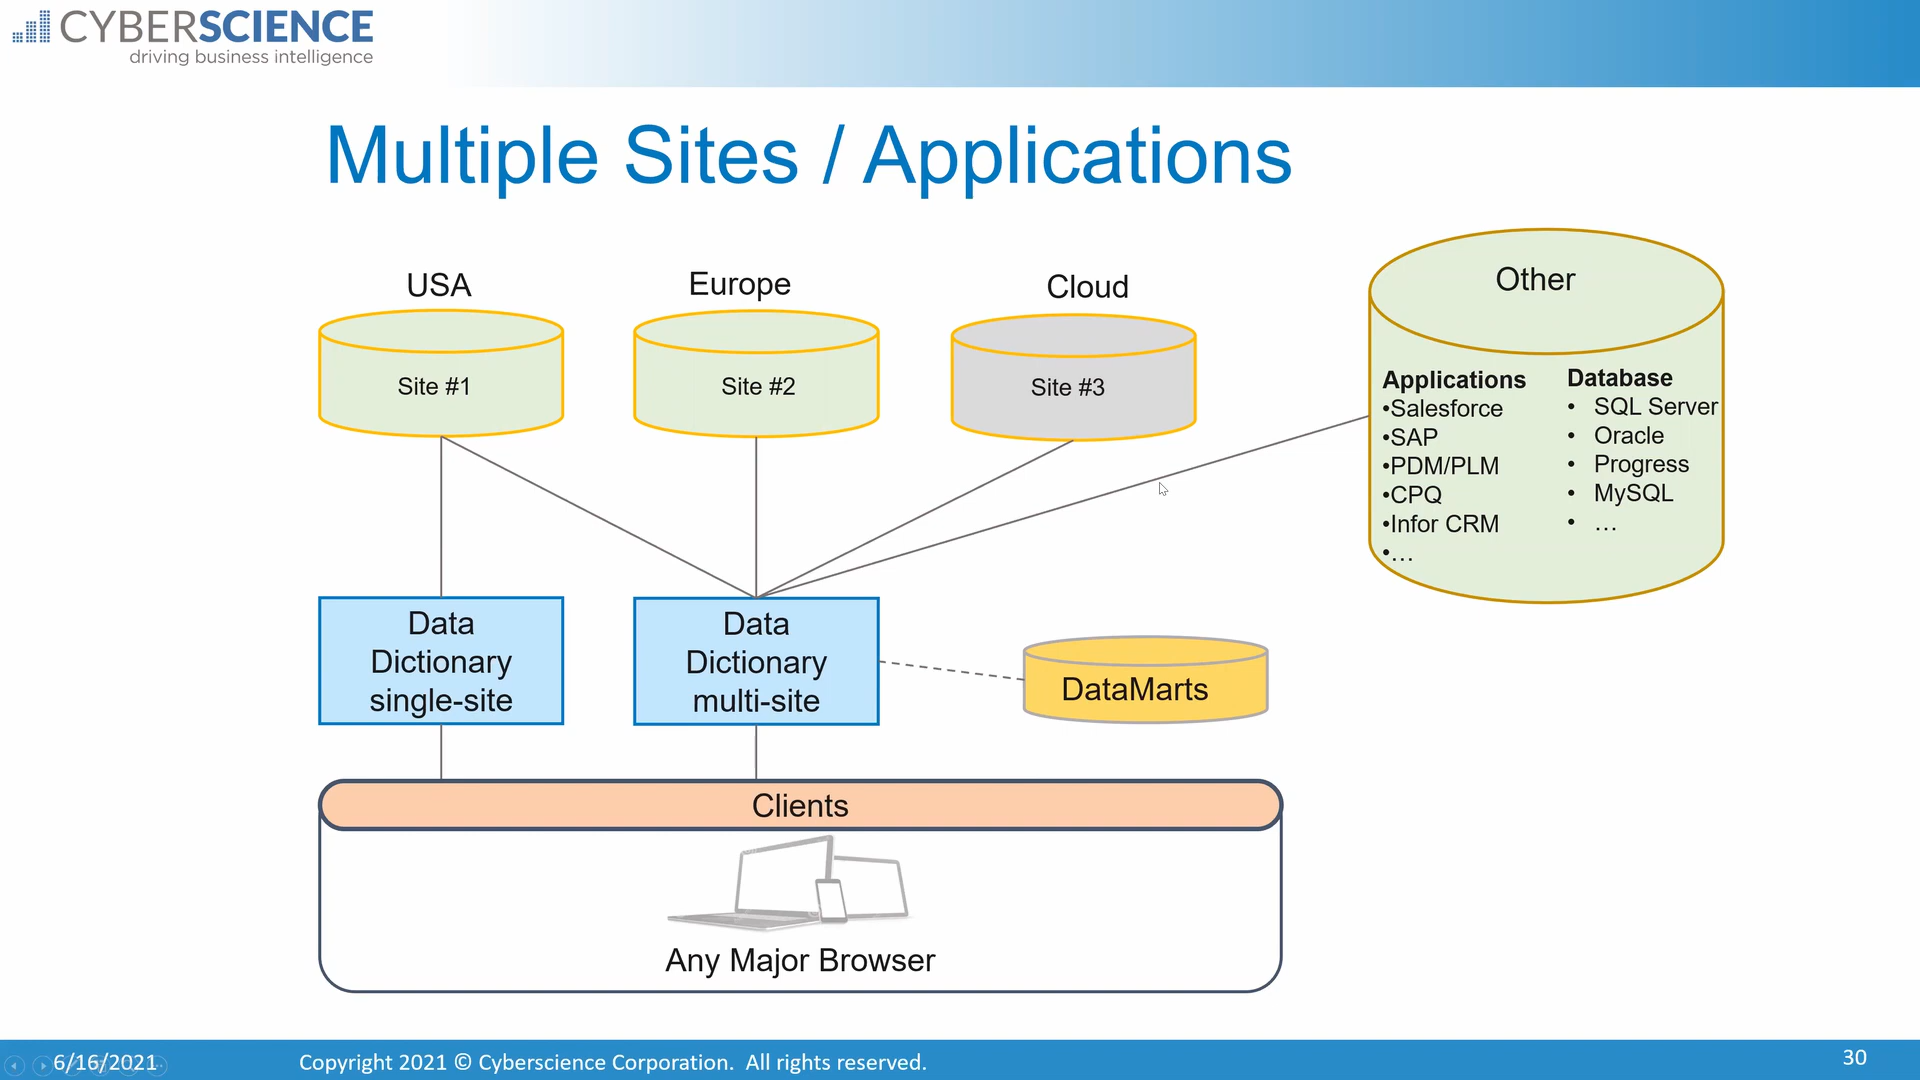 CYBERSCIENCE
driving business intelligence
Multiple Sites / Applications
USA
Europe
Cloud
Other
Site #1
Site #2
Site #3
Applications
•Salesforce
•SAP
•PDM/PLM
•CPQ
•Infor CRM
•…
Database
• SQL Server
• Oracle
• Progress
• MySQL
• …
Data
Dictionary
single-site
Data
Dictionary
multi-site
DataMarts
Clients
Any Major Browser
6/16/2021
Copyright 2021 © Cyberscience Corporation. All rights reserved.
30